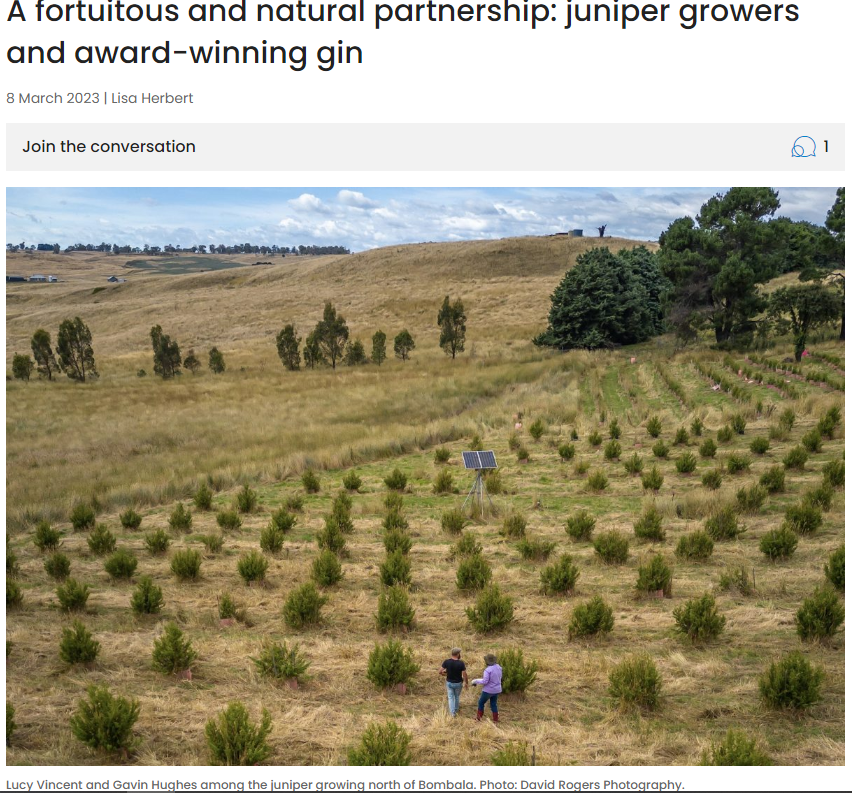 A fortuitous and natural partnership: juniper growers
and award-winning gin
8 March 2023 | Lisa Herbert
Join the conversation
1
Lucy Vincent and Gavin Hughes among the juniper growing north of Bombala. Photo: David Rogers Photography.